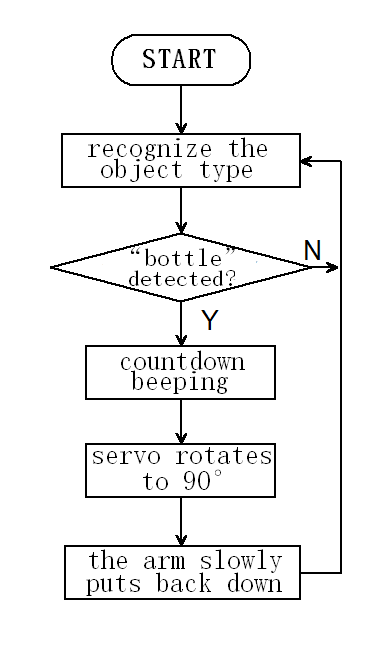 START
recognize the
object type
“bottle”
detected?
N
Y
countdown
beeping
servo rotates
to 90°
the arm slowly
puts back down